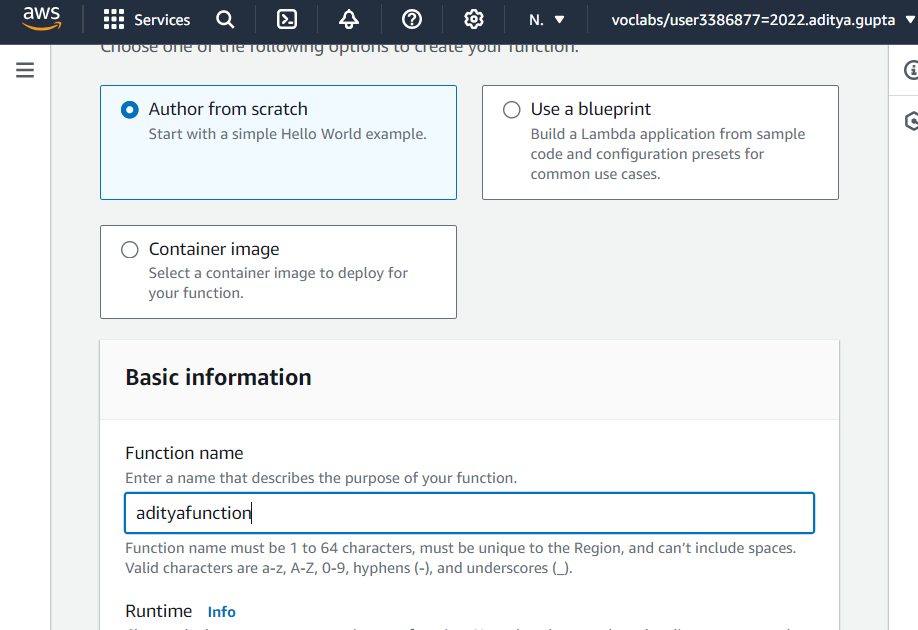 aws
Services
N.
voclabs/user3386877=2022.aditya.gupta
Choose one of the following options to create your function.
Author from scratch
Start with a simple Hello World example.
Use a blueprint
Build a Lambda application from sample
code and configuration presets for
common use cases.
Container image
Select a container image to deploy for
your function.
Basic information
Function name
Enter a name that describes the purpose of your function.
adityafunction
Function name must be 1 to 64 characters, must be unique to the Region, and can't include spaces.
Valid characters are a-z, A-Z, 0-9, hyphens (-), and underscores (_).
Runtime Info